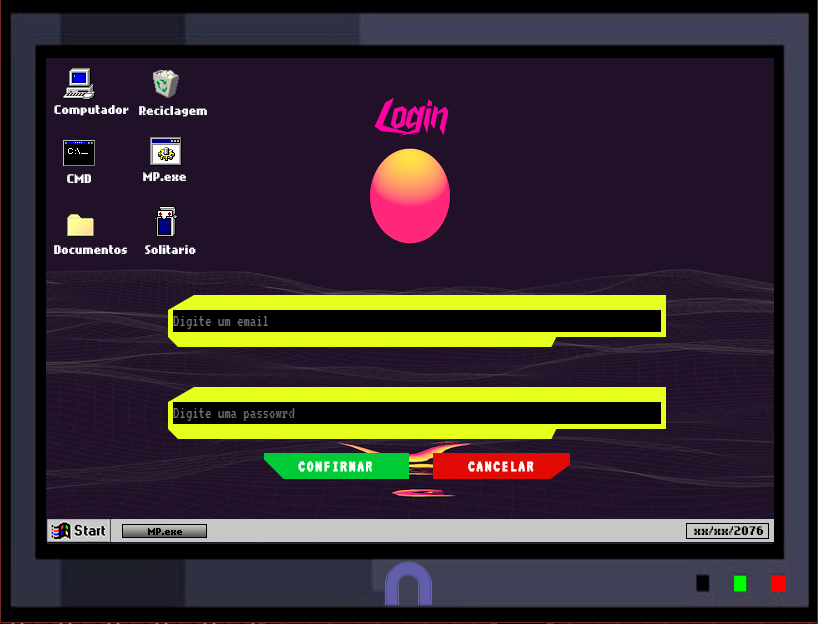 Computador
Reciclagem
Login
C:\_
CMD
MP.exe
Documentos
Solitario
Digite um email
Digite uma passowrd
CONFIRMAR
CANCELAR
Start
MP.exe
xx/xx/2076